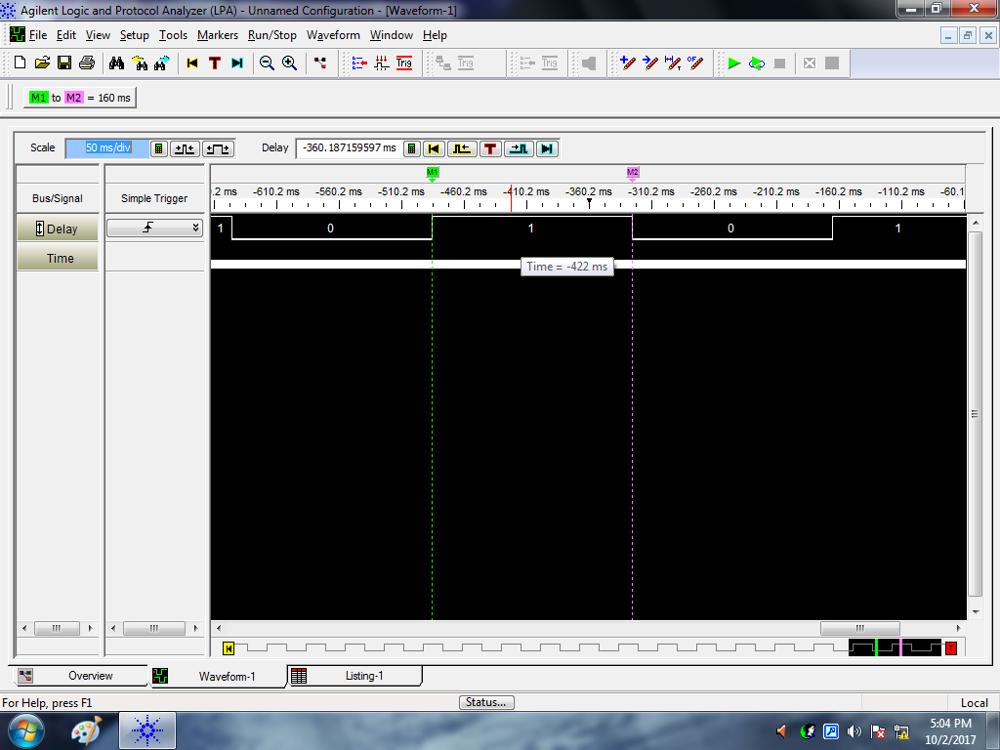 Agilent Logic and Protocol Analyzer (LPA) - Unnamed Configuration - [Waveform-1]
File Edit View Setup Tools Markers Run/Stop Waveform Window Help
T Trig Trig Trig
M1 to M2 = 160 ms
Scale 50 ms/div Delay -360.187159597 ms T
M1 M2
Bus/Signal Simple Trigger .2 ms -610.2 ms -560.2 ms -510.2 ms -460.2 ms -410.2 ms -360.2 ms -310.2 ms -260.2 ms -210.2 ms -160.2 ms -110.2 ms -60.1
Delay 1 0 1 0 1
Time
Time = -422 ms
T
Overview Waveform-1 Listing-1
For Help, press F1 Status... Local
5:04 PM
10/2/2017